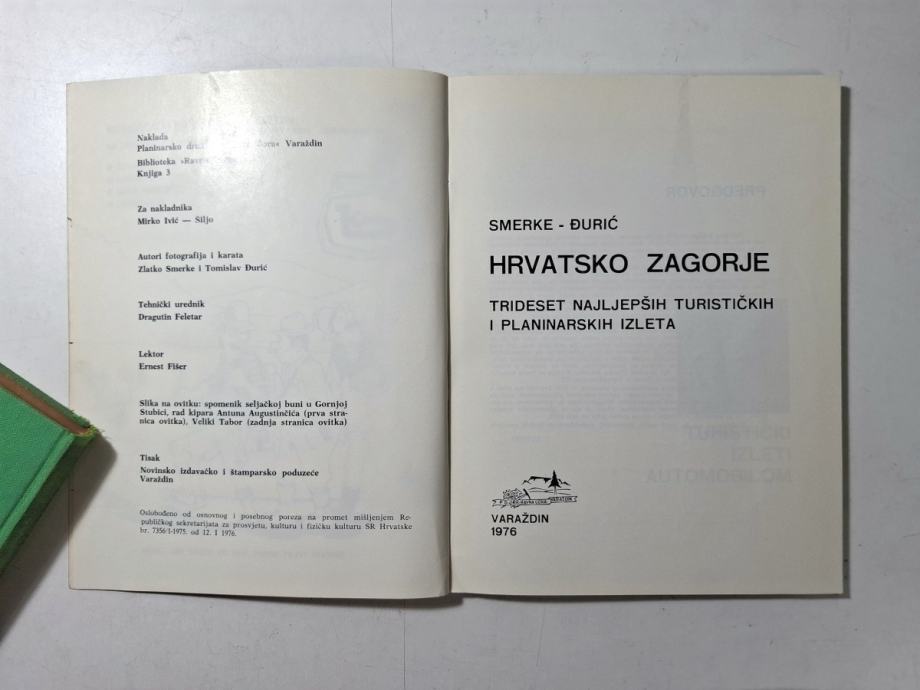 Naklada
Planinarsko Varaždin
Biblioteka
Knjiga 3
Za nakladnika
Mirko Ivić — Šiljo
Autori fotografija i karata
Zlatko Smerke i Tomislav Đurić
Tehnički urednik
Dragutin Feletar
Lektor
Ernest Fišer
Slika na ovitku: spomenik seljačkoj buni u Gornjoj
Stubici, rad kipara Antuna Augustinčića (prva stra-
nica ovitka), Veliki Tabor (zadnja stranica ovitka)
Tisak
Novinsko izdavačko i štamparsko poduzeće
Varaždin
Oslobođeno od osnovnog i posebnog poreza na promet mišljenjem Re-
publičkog sekretarijata za prosvjetu, kulturu i fizičku kulturu SR Hrvatske
br. 7356/1-1975. od 12. I 1976.
SMERKE - ĐURIĆ
HRVATSKO ZAGORJE
TRIDESET NAJLJEPŠIH TURISTIČKIH
I PLANINARSKIH IZLETA
VARAŽDIN
1976